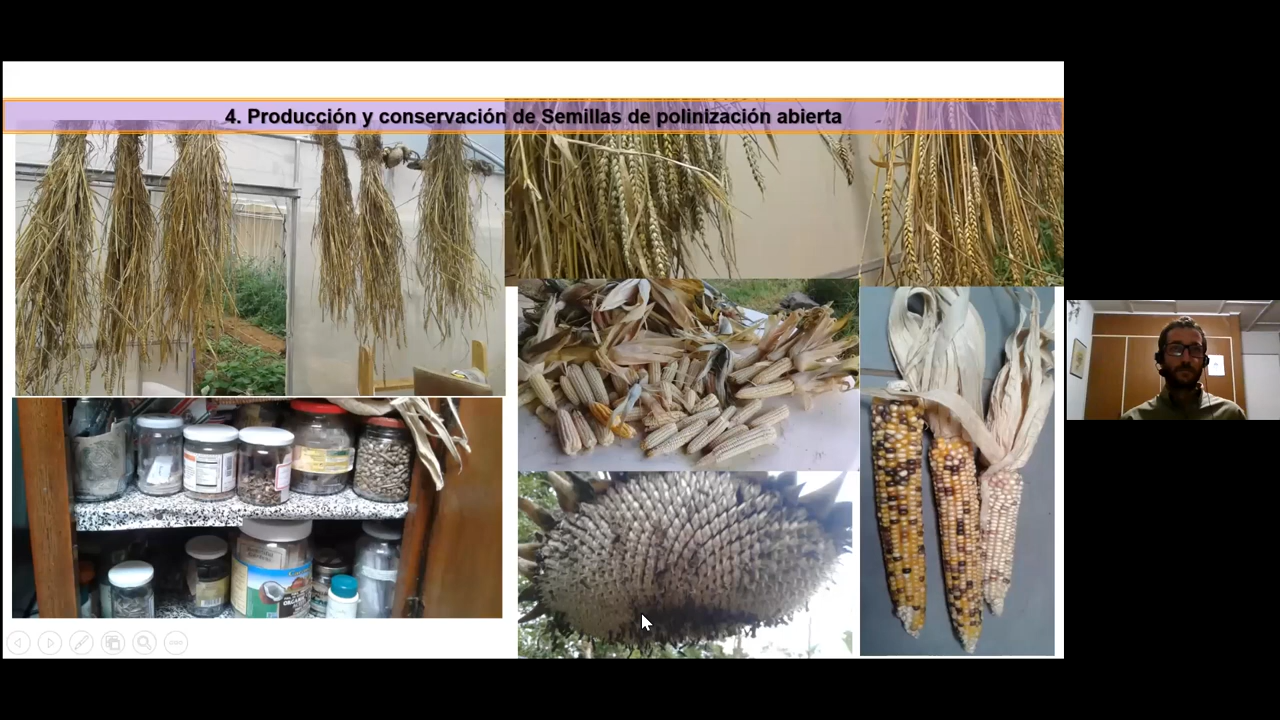 4. Producción y conservación de Semillas de polinización abierta